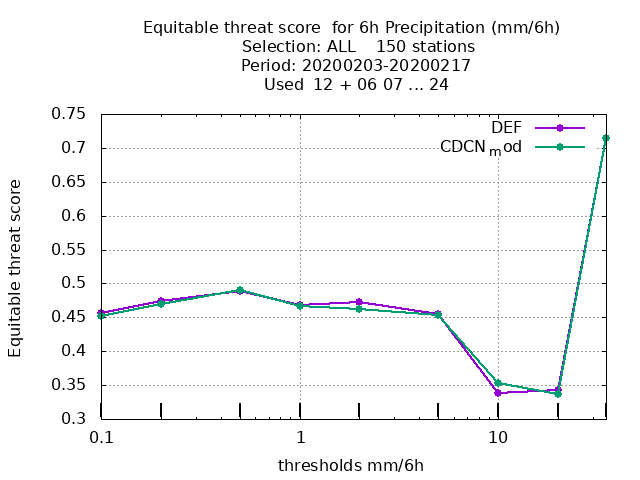 Equitable threat score  for 6h Precipitation (mm/6h)
Selection: ALL    150 stations
Period: 20200203-20200217
Used  12 + 06 07 ... 24
DEF
CDCNmod
0.75
0.7
0.65
0.6
0.55
0.5
0.45
0.4
0.35
0.3
Equitable threat score
0.1 1 10
thresholds mm/6h